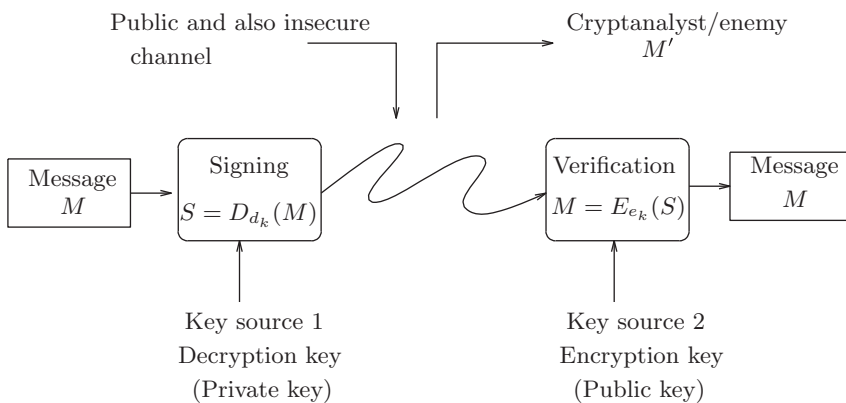 Public and also insecure
channel
Cryptanalyst/enemy
M′
Message
M
Signing
S = D_{d_k}(M)
Verification
M = E_{e_k}(S)
Message
M
Key source 1
Decryption key
(Private key)
Key source 2
Encryption key
(Public key)